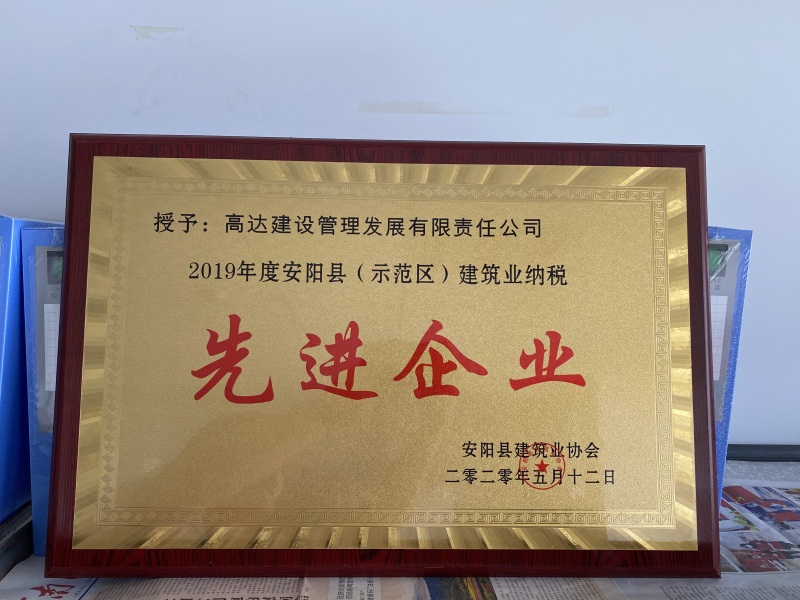 授予：高达建设管理发展有限责任公司
2019年度安阳县（示范区）建筑业纳税
先进企业
安阳县建筑业协会
二零二零年五月十二日